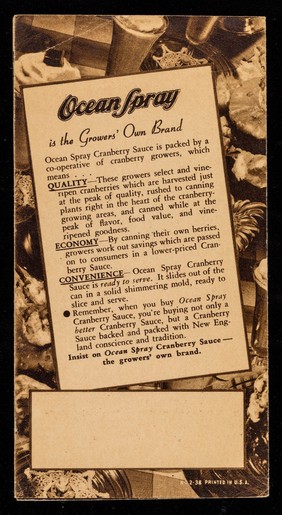 Ocean Spray
is the Growers' Own Brand
Ocean Spray Cranberry Sauce is packed by a
co-operative of cranberry growers, which
means . . .
QUALITY—These growers select and vine-
ripen cranberries which are harvested just
at the peak of quality, rushed to canning
plants right in the heart of the cranberry-
growing areas, and canned while at the
peak of flavor, food value, and vine-
ripened goodness.
ECONOMY—By canning their own berries,
growers work out savings which are passed
on to consumers in a lower-priced Cran-
berry Sauce.
CONVENIENCE—Ocean Spray Cranberry
Sauce is ready to serve. It slides out of the
can in a solid shimmering mold, ready to
slice and serve.
● Remember, when you buy Ocean Spray
Cranberry Sauce, you're buying not only a
better Cranberry Sauce, but a Cranberry
Sauce backed and packed with New Eng-
land conscience and tradition.
Insist on Ocean Spray Cranberry Sauce—
the growers' own brand.
2-36 PRINTED IN U.S.A.